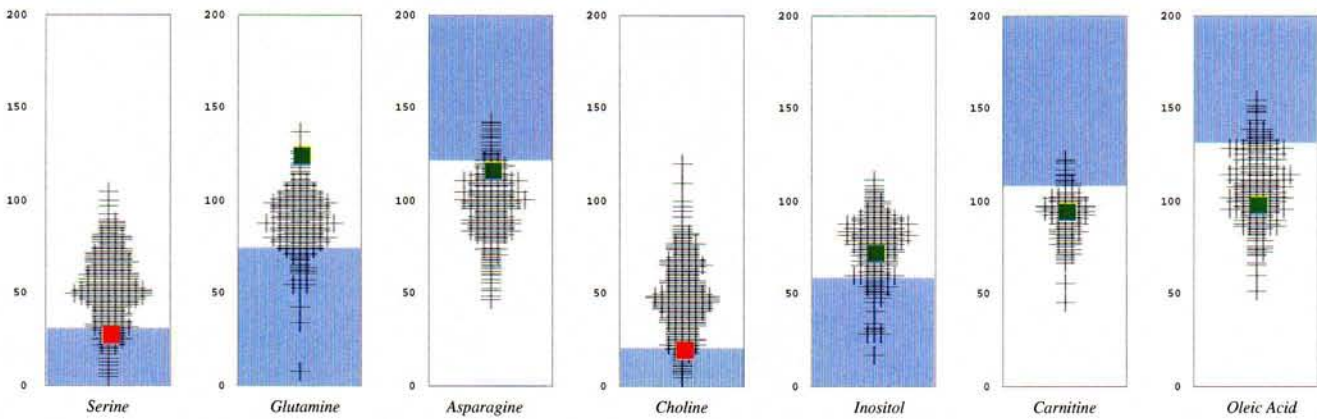 200 200 200 200 200 200 200
150 150 150 150 150 150 150
100 100 100 100 100 100 100
50 50 50 50 50 50 50
0 0 0 0 0 0 0
Serine Glutamine Asparagine Choline Inositol Carnitine Oleic Acid